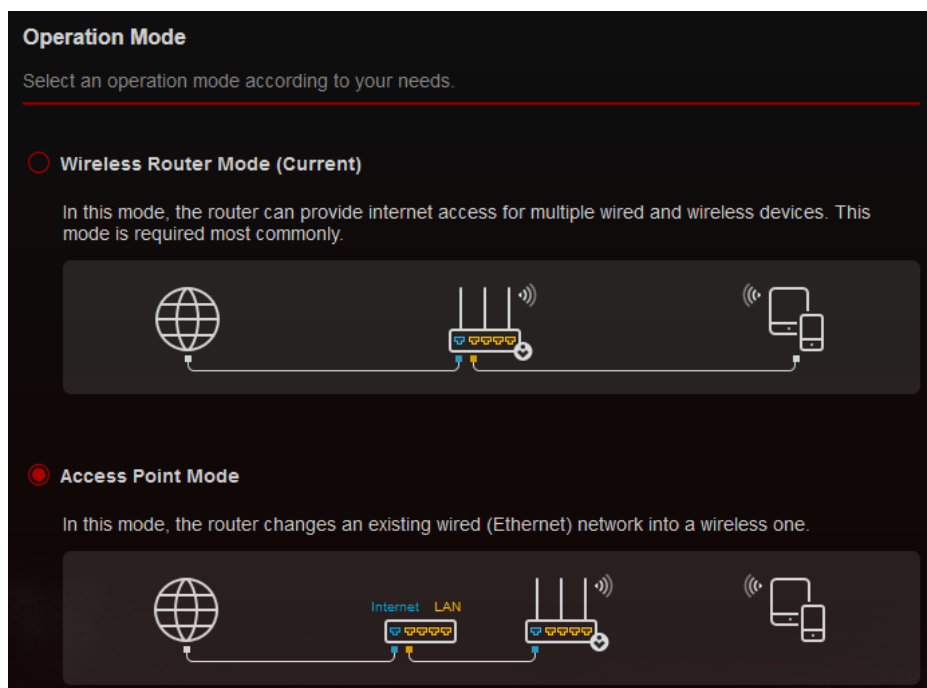 Operation Mode
Select an operation mode according to your needs.
Wireless Router Mode (Current)
In this mode, the router can provide internet access for multiple wired and wireless devices. This
mode is required most commonly.
Access Point Mode
In this mode, the router changes an existing wired (Ethernet) network into a wireless one.
Internet LAN